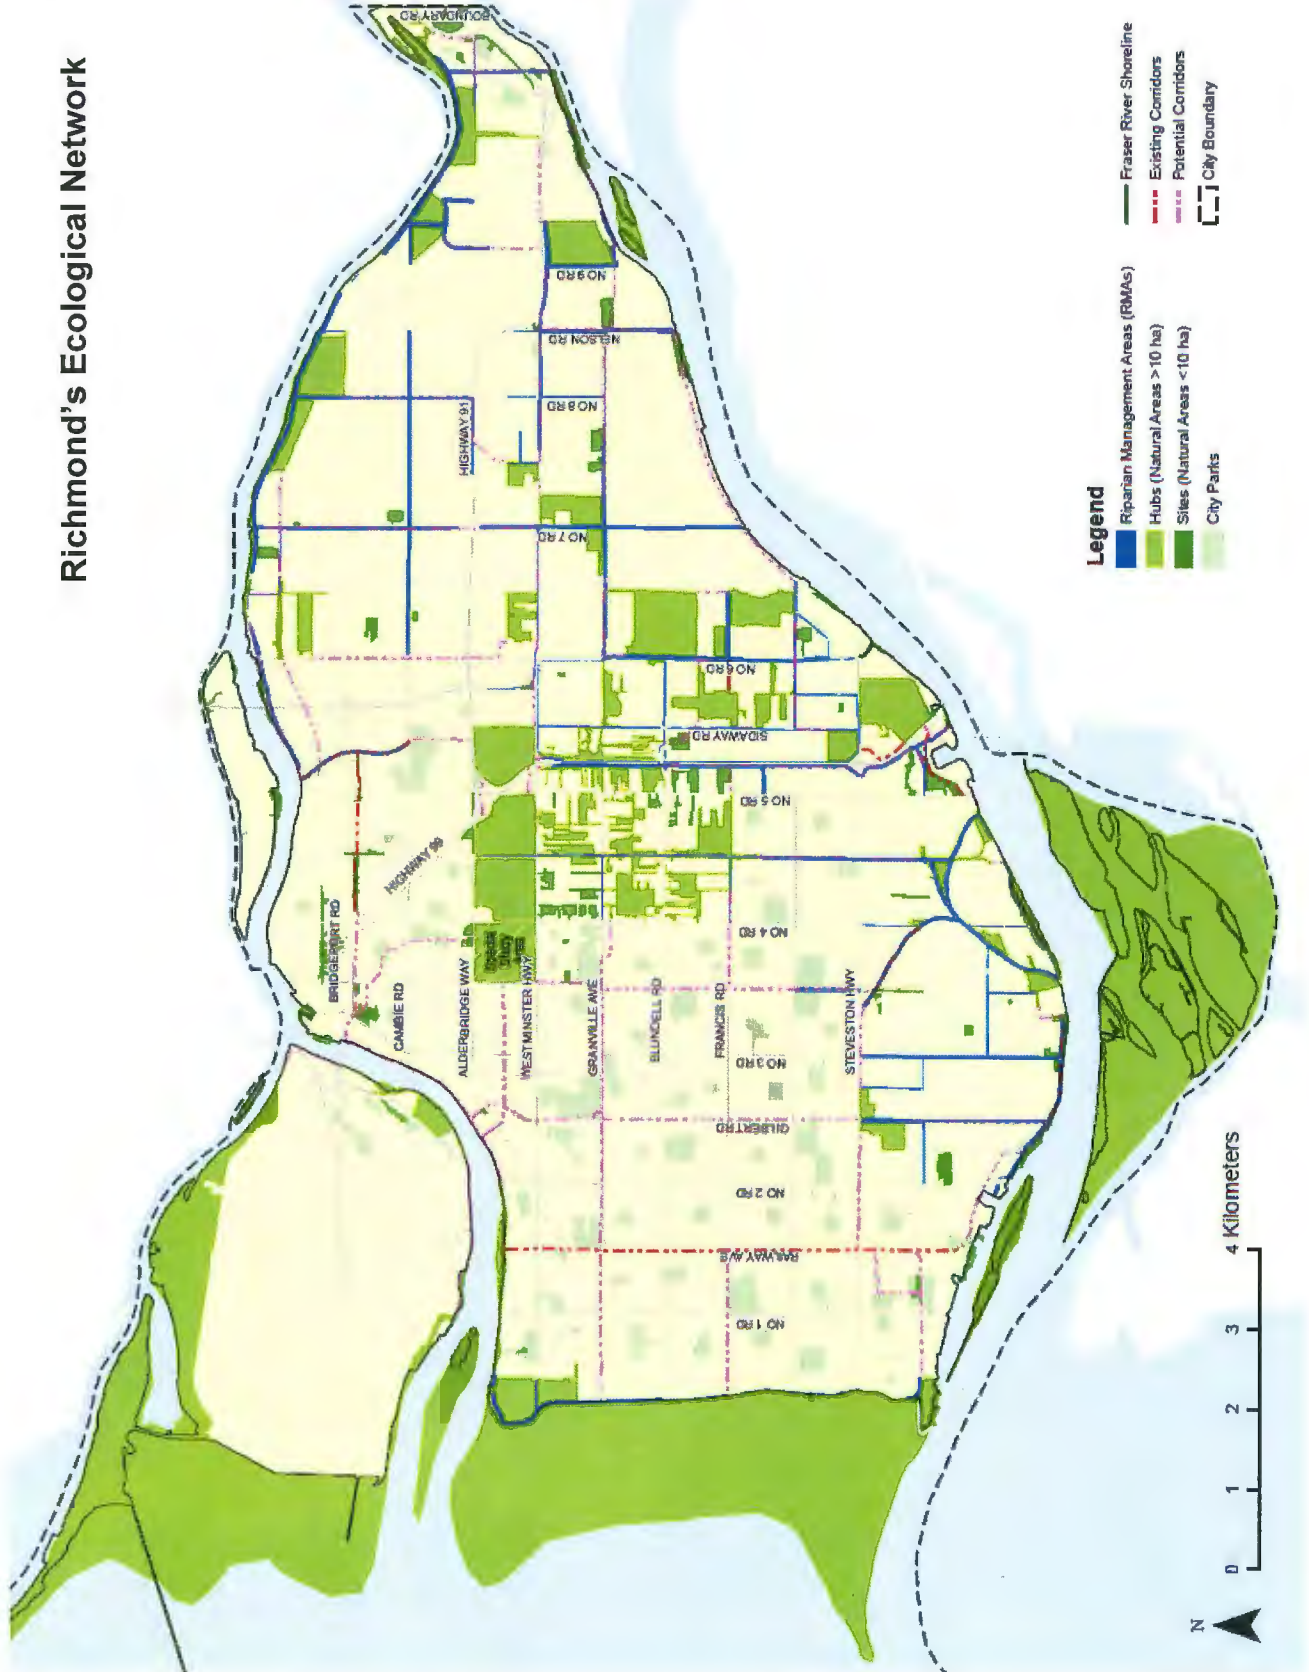 Richmond's Ecological Network
BOUNDARY RD
HIGHWAY 91
NO 9 RD
NELSON RD
NO 8 RD
NO 7 RD
NO 6 RD
SIDAWAY RD
NO 5 RD
HIGHWAY 99
BRIDGEPORT RD
CAMBIE RD
ALDERBRIDGE WAY
Study
Area
WESTMINSTER HWY
GRANVILLE AVE
BLUNDELL RD
FRANCIS RD
STEVESTON HWY
NO 4 RD
NO 3 RD
GILBERT RD
NO 2 RD
RAILWAY AVE
NO 1 RD
Legend
Riparian Management Areas (RMAs)
Hubs (Natural Areas >10 ha)
Sites (Natural Areas <10 ha)
City Parks
Fraser River Shoreline
Existing Corridors
Potential Corridors
City Boundary
N
0 1 2 3 4 Kilometers